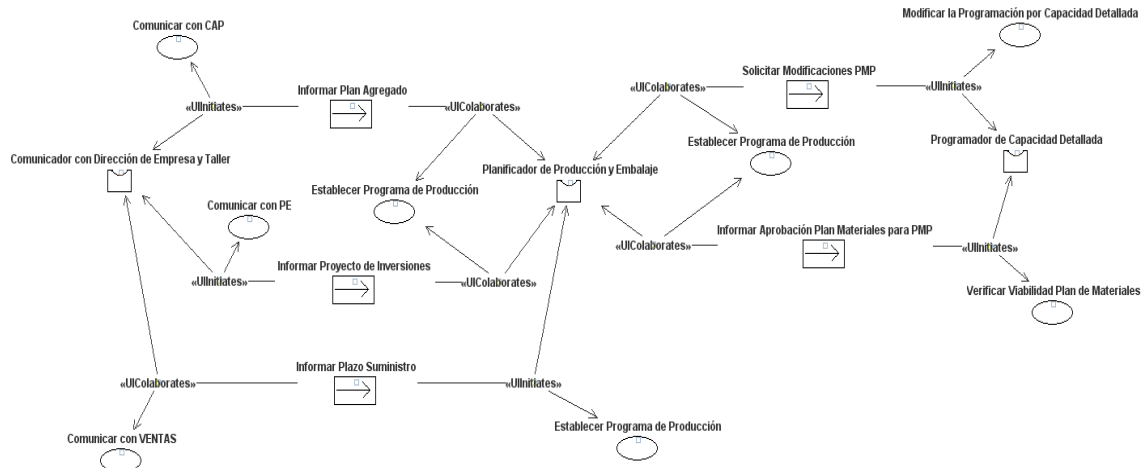 Modificar la Programación por Capacidad Detallada
Comunicar con CAP
Solicitar Modificaciones PMP
Informar Plan Agregado
«UIInitiates»
«UIColaborates»
«UIColaborates»
«UIInitiates»
Establecer Programa de Producción
Programador de Capacidad Detallada
Comunicador con Dirección de Empresa y Taller
Planificador de Producción y Embalaje
Establecer Programa de Producción
Comunicar con PE
Informar Aprobación Plan Materiales para PMP
«UIColaborates»
«UIInitiates»
Informar Proyecto de Inversiones
«UIInitiates»
«UIColaborates»
Verificar Viabilidad Plan de Materiales
Informar Plazo Suministro
«UIColaborates»
«UIInitiates»
Establecer Programa de Producción
Comunicar con VENTAS